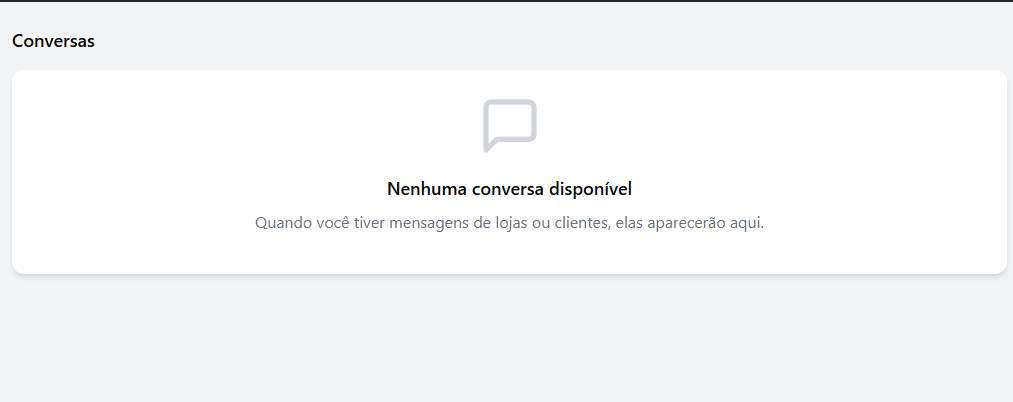 Conversas
Nenhuma conversa disponível
Quando você tiver mensagens de lojas ou clientes, elas aparecerão aqui.